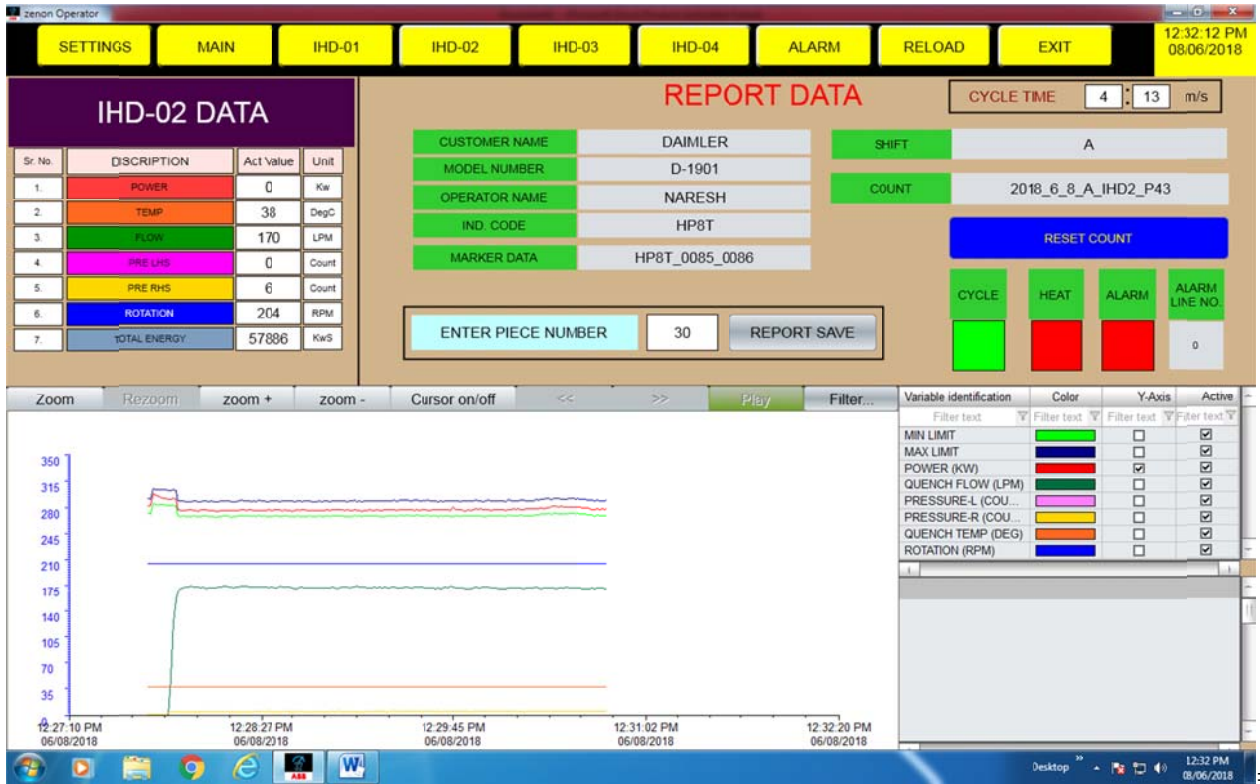 zenon Operator
SETTINGS MAIN IHD-01 IHD-02 IHD-03 IHD-04 ALARM RELOAD EXIT 12:32:12 PM
08/06/2018
IHD-02 DATA
Sr. No. DISCRIPTION Act Value Unit
1. POWER 0 Kw
2. TEMP 38 DegC
3. FLOW 170 LPM
4. PRE LHS 0 Count
5. PRE RHS 6 Count
6. ROTATION 204 RPM
7. TOTAL ENERGY 57886 KwS
REPORT DATA
CYCLE TIME 4 : 13 m/s
CUSTOMER NAME DAIMLER
MODEL NUMBER D-1901
OPERATOR NAME NARESH
IND. CODE HP8T
MARKER DATA HP8T_0085_0086
SHIFT A
COUNT 2018_6_8_A_IHD2_P43
RESET COUNT
ENTER PIECE NUMBER 30 REPORT SAVE
CYCLE HEAT ALARM ALARM
LINE NO.
0
Zoom Rezoom zoom + zoom - Cursor on/off << >> Play Filter...
Variable identification Color Y-Axis Active
Filter text Filter text Filter text Filter text
MIN LIMIT
MAX LIMIT
POWER (KW)
QUENCH FLOW (LPM)
PRESSURE-L (COU...
PRESSURE-R (COU...
QUENCH TEMP (DEG)
ROTATION (RPM)
350
315
280
245
210
175
140
105
70
35
0
12:27:10 PM 12:28:27 PM 12:29:45 PM 12:31:02 PM 12:32:20 PM
06/08/2018 06/08/2018 06/08/2018 06/08/2018 06/08/2018
ABB
W
Desktop » 12:32 PM
08/06/2018